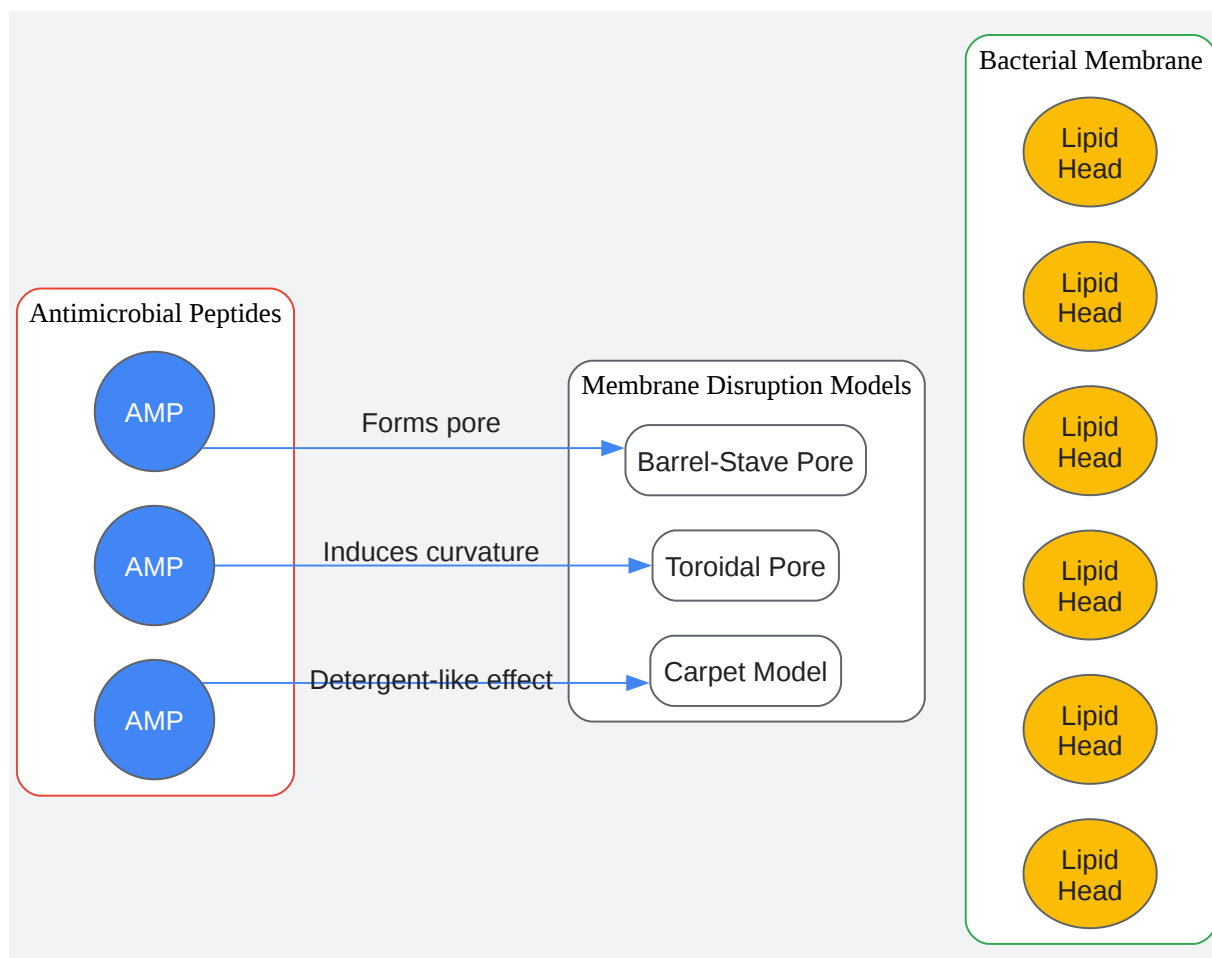 Antimicrobial Peptides
AMP
AMP
AMP
Forms pore
Induces curvature
Detergent-like effect
Membrane Disruption Models
Barrel-Stave Pore
Toroidal Pore
Carpet Model
Bacterial Membrane
Lipid
Head
Lipid
Head
Lipid
Head
Lipid
Head
Lipid
Head
Lipid
Head